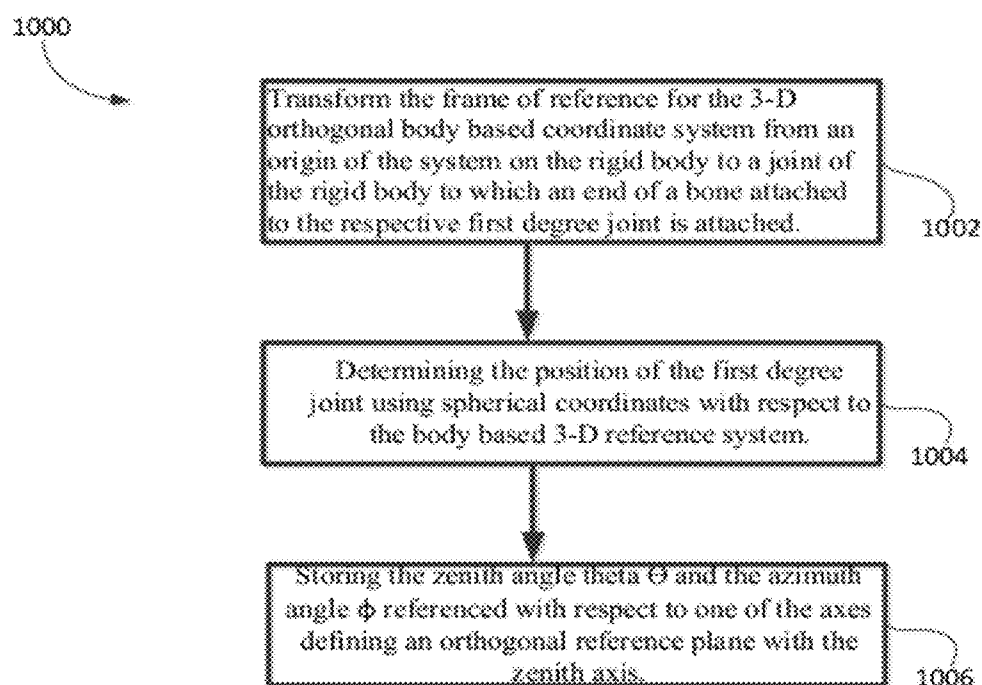 1000
Transform the frame of reference for the 3-D
orthogonal body based coordinate system from an
origin of the system on the rigid body to a joint of
the rigid body to which an end of a bone attached
to the respective first degree joint is attached.
1002
Determining the position of the first degree
joint using spherical coordinates with respect to
the body based 3-D reference system.
1004
Storing the zenith angle theta Θ and the azimuth
angle ϕ referenced with respect to one of the axes
defining an orthogonal reference plane with the
zenith axis.
1006